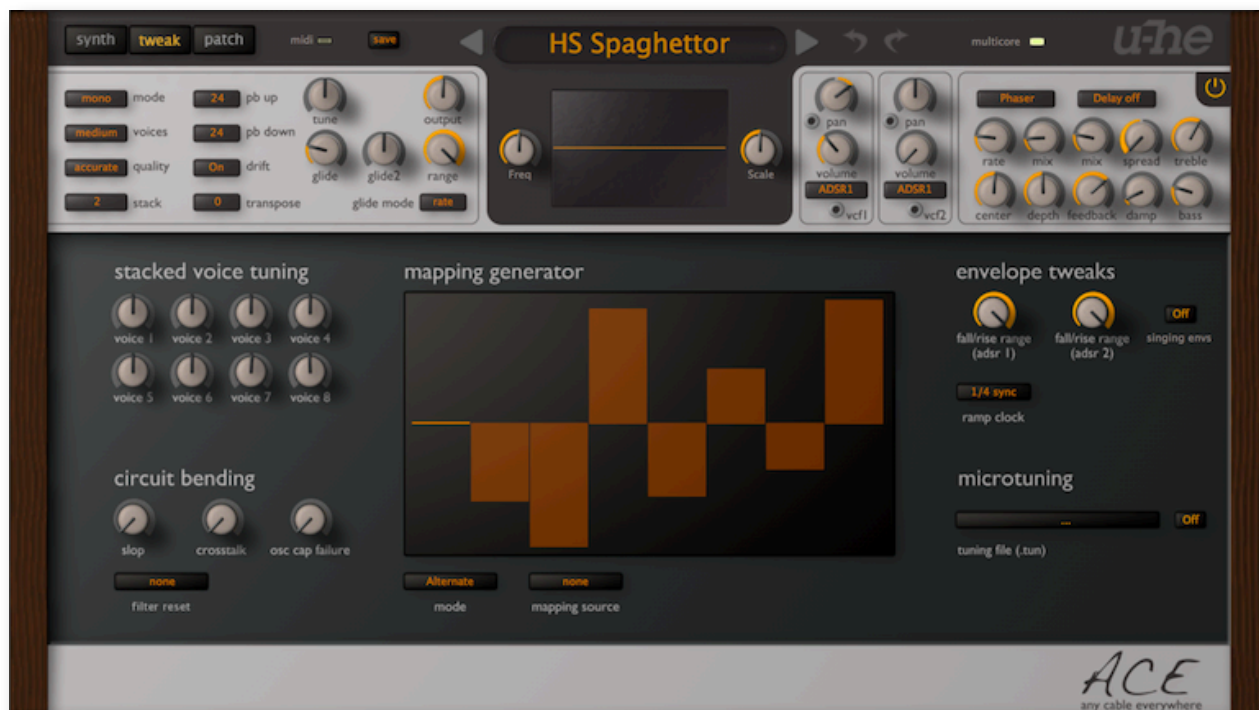 synth tweak patch midi save HS Spaghettor multicore u-he
mono mode 24 pb up tune output pan pan Phaser Delay off
medium voices 24 pb down Freq Scale volume volume rate mix mix spread treble
accurate quality On drift glide glide2 range ADSR1 ADSR1
2 stack 0 transpose glide mode rate vcf1 vcf2 center depth feedback damp bass
stacked voice tuning
voice 1 voice 2 voice 3 voice 4
voice 5 voice 6 voice 7 voice 8
circuit bending
slop crosstalk osc cap failure
none
filter reset
mapping generator
Alternate none
mode mapping source
envelope tweaks
fall/rise range fall/rise range Off
(adsr 1) (adsr 2) singing envs
1/4 sync
ramp clock
microtuning
... Off
tuning file (.tun)
ACE
any cable everywhere